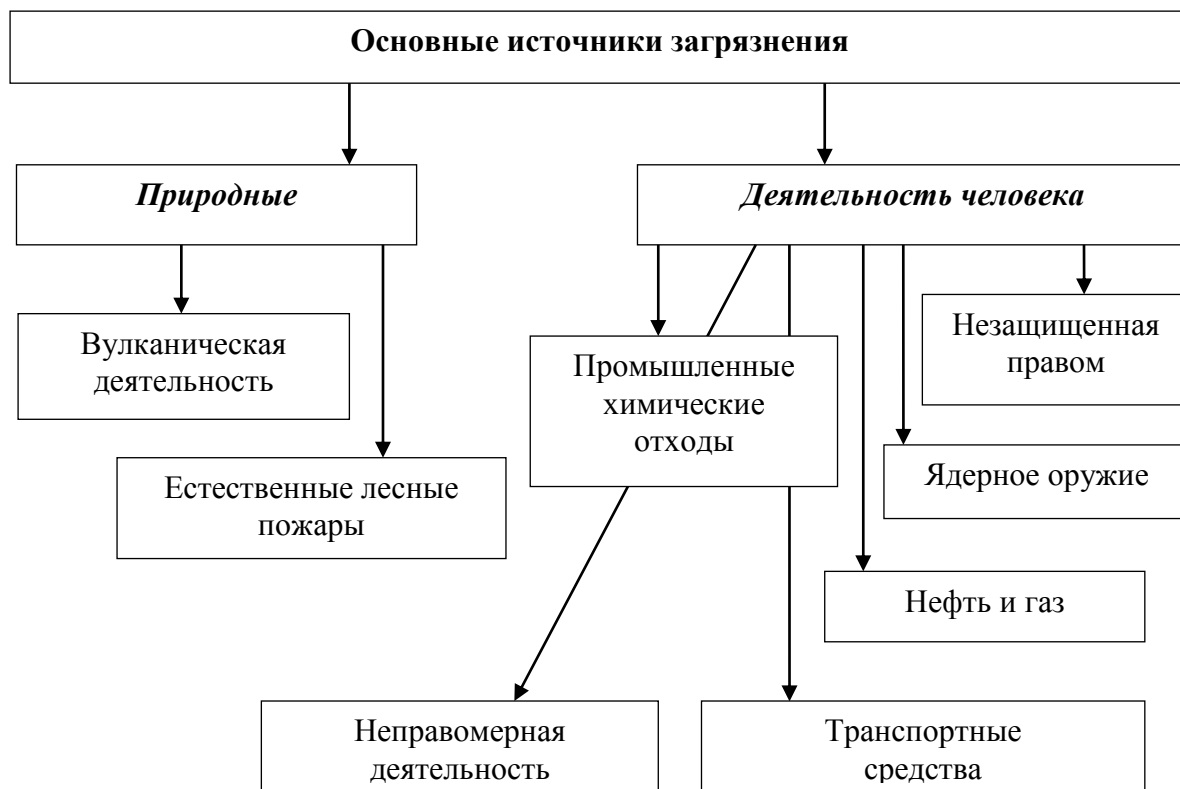 Основные источники загрязнения
Природные
Деятельность человека
Вулканическая
деятельность
Естественные лесные
пожары
Промышленные
химические
отходы
Незащищенная
правом
Ядерное оружие
Нефть и газ
Неправомерная
деятельность
Транспортные
средства